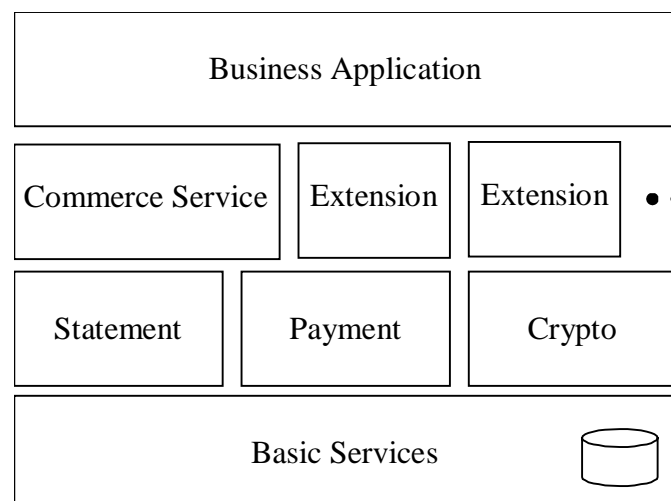 Business Application
Commerce Service
Extension
Extension
Statement
Payment
Crypto
Basic Services